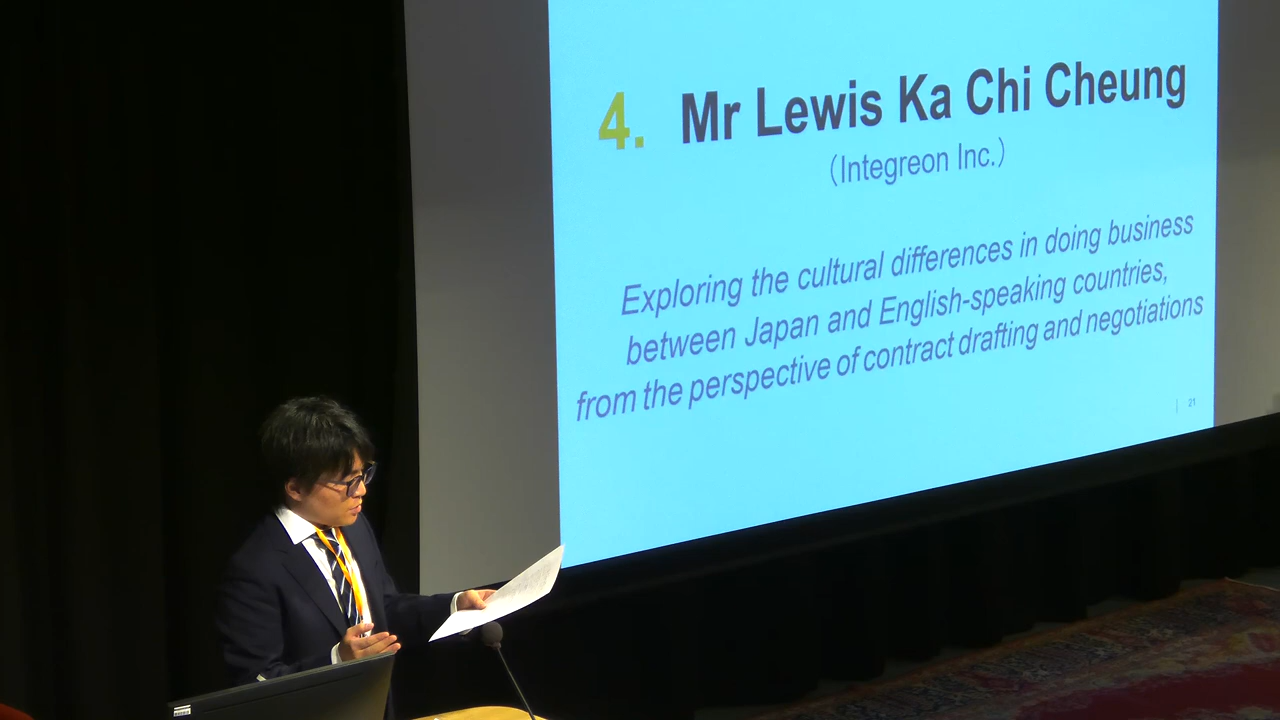 4. Mr Lewis Ka Chi Cheung
(Integreon Inc.)
Exploring the cultural differences in doing business
between Japan and English-speaking countries,
from the perspective of contract drafting and negotiations
21